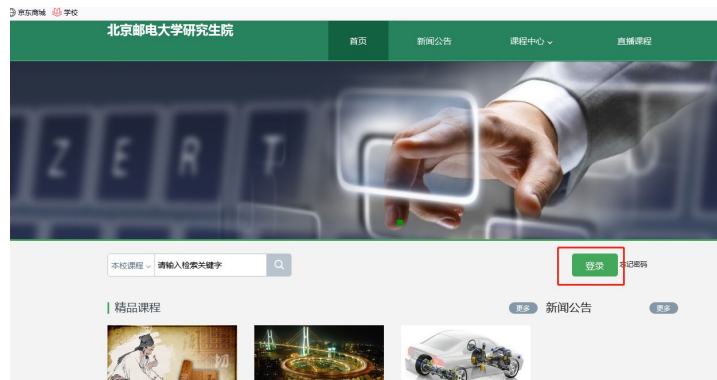 京东商城 学校
北京邮电大学研究生院
首页 新闻公告 课程中心 直播课程
Z E R T
本校课程 请输入检索关键字
登录 忘记密码
精品课程 更多 新闻公告 更多
切